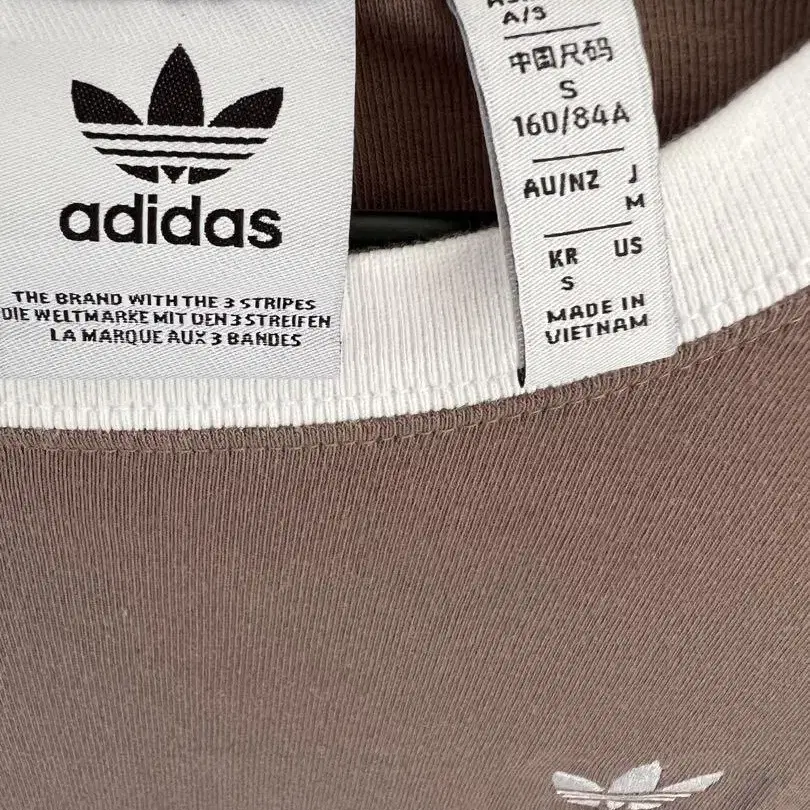 adidas
THE BRAND WITH THE 3 STRIPES
DIE WELTMARKE MIT DEN 3 STREIFEN
LA MARQUE AUX 3 BANDES
A/S
中国尺码
S
160/84A
AU/NZ J
M
KR US
S
MADE IN
VIETNAM